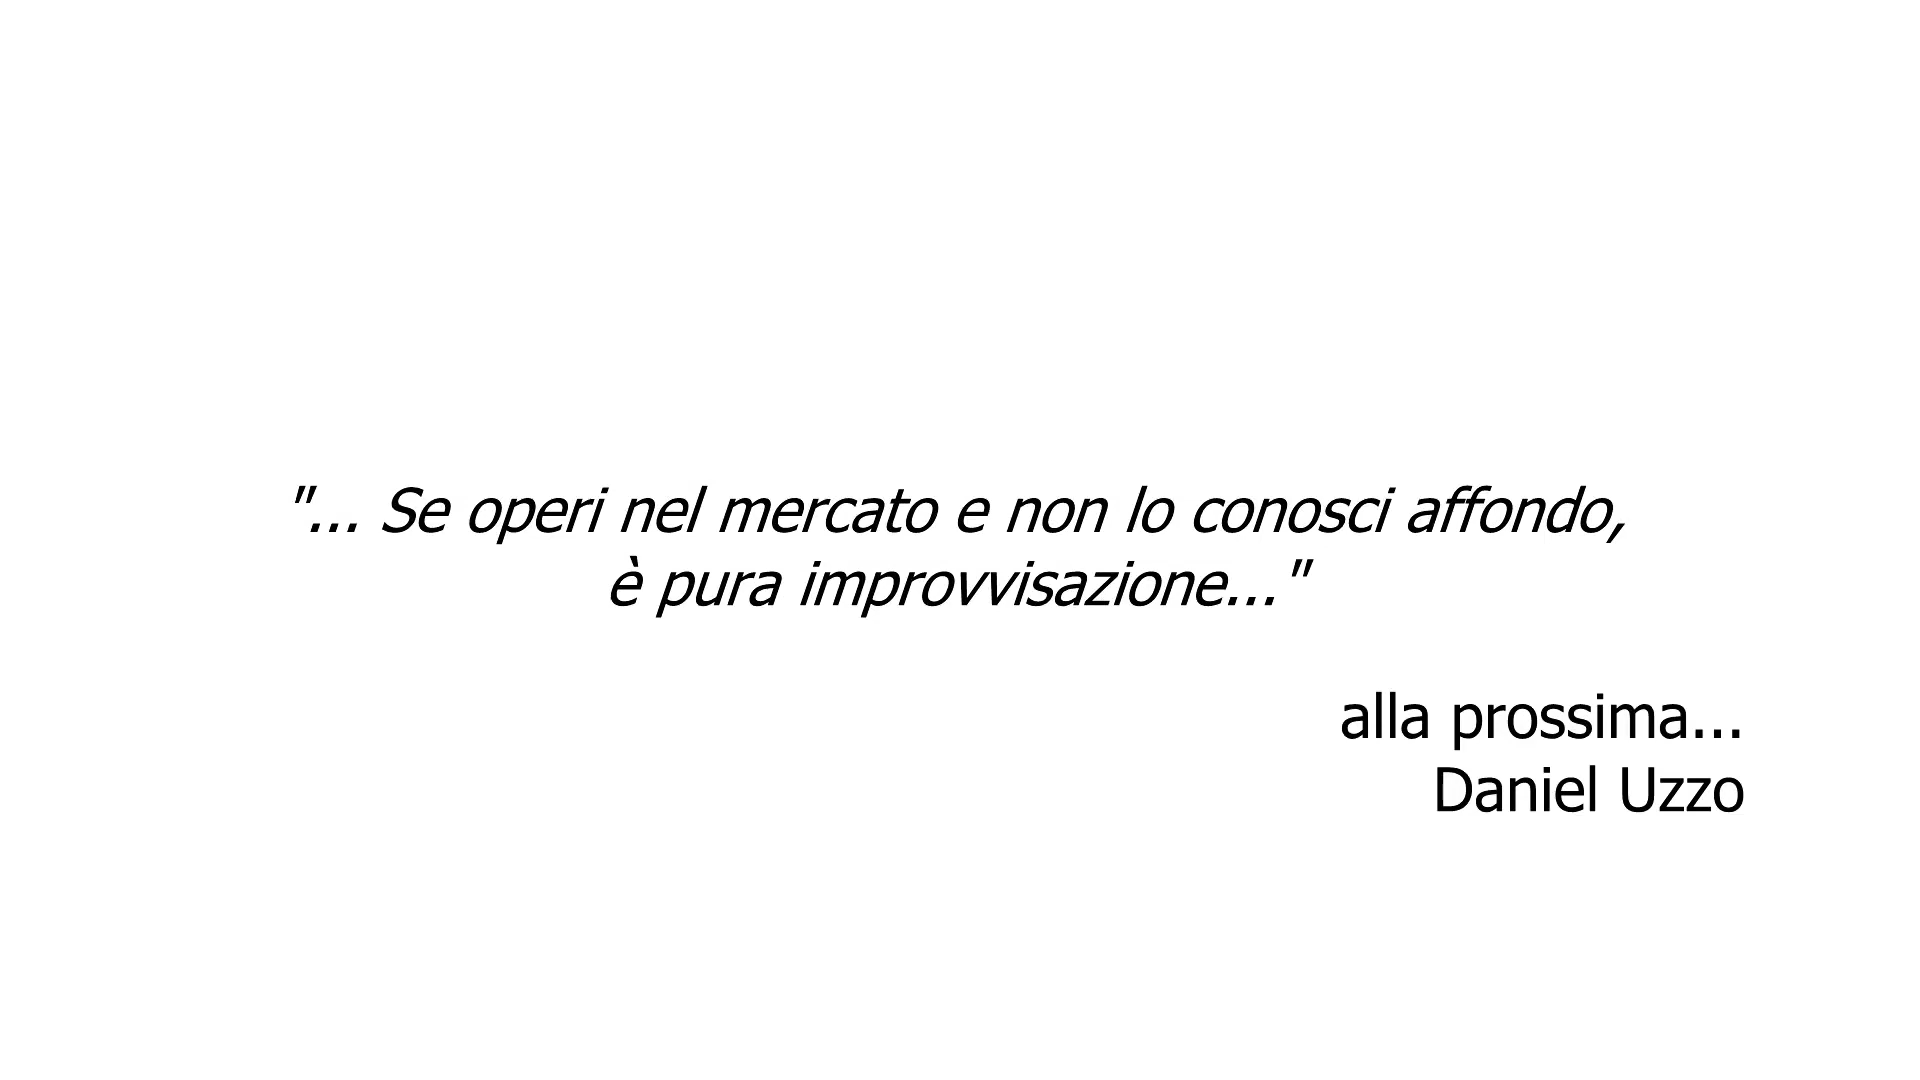 "... Se operi nel mercato e non lo conosci affondo,
è pura improvvisazione..."
alla prossima...
Daniel Uzzo